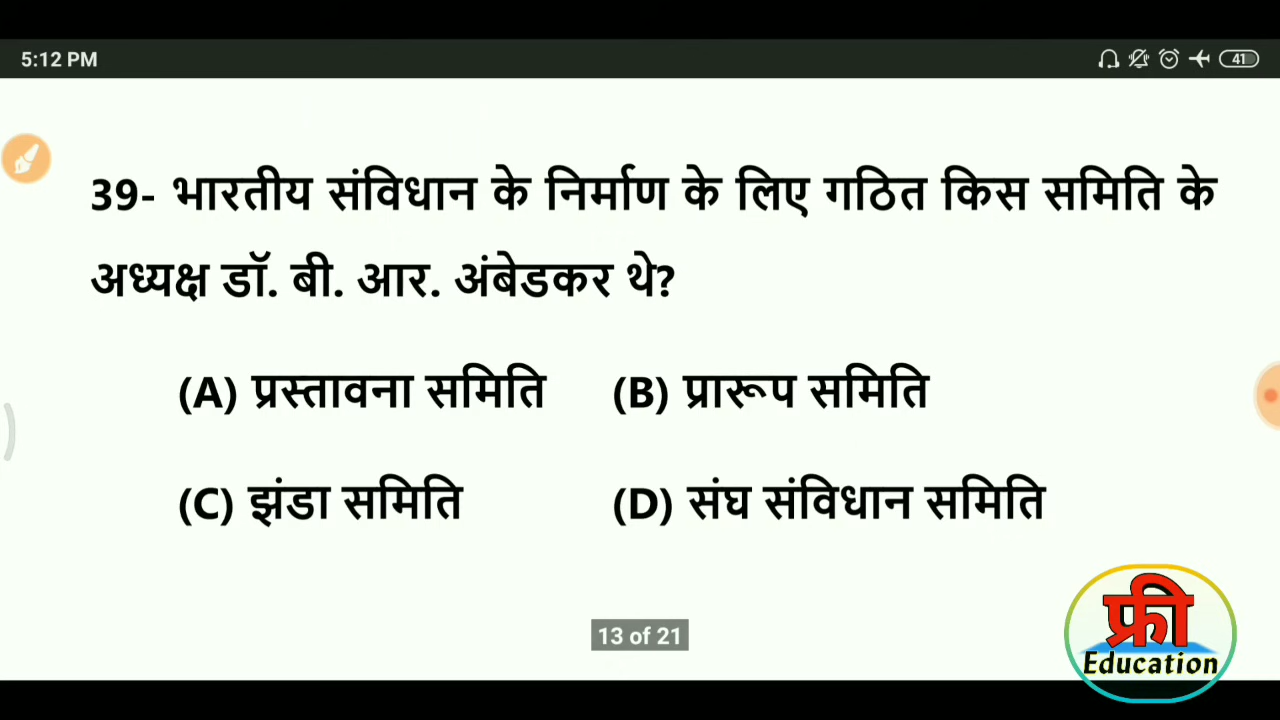 5:12 PM
41
39- भारतीय संविधान के निर्माण के लिए गठित किस समिति के
अध्यक्ष डॉ. बी. आर. अंबेडकर थे?
(A) प्रस्तावना समिति (B) प्रारूप समिति
(C) झंडा समिति (D) संघ संविधान समिति
13 of 21
फ्री
Education